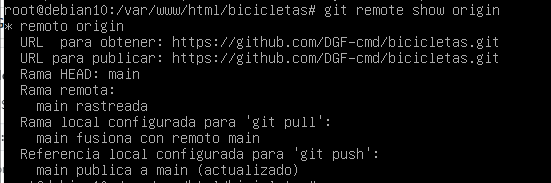 root@debian10:/var/www/html/bicicletas# git remote show origin
* remoto origin
URL  para obtener: https://github.com/DGF-cmd/bicicletas.git
URL  para publicar: https://github.com/DGF-cmd/bicicletas.git
Rama HEAD: main
Rama remota:
main rastreada
Rama local configurada para 'git pull':
main fusiona con remoto main
Referencia local configurada para 'git push':
main publica a main (actualizado)